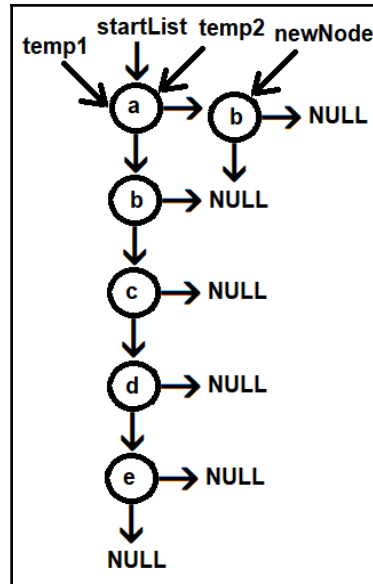 startList
temp1 temp2
newNode
a b NULL
b NULL
c NULL
d NULL
e NULL
NULL